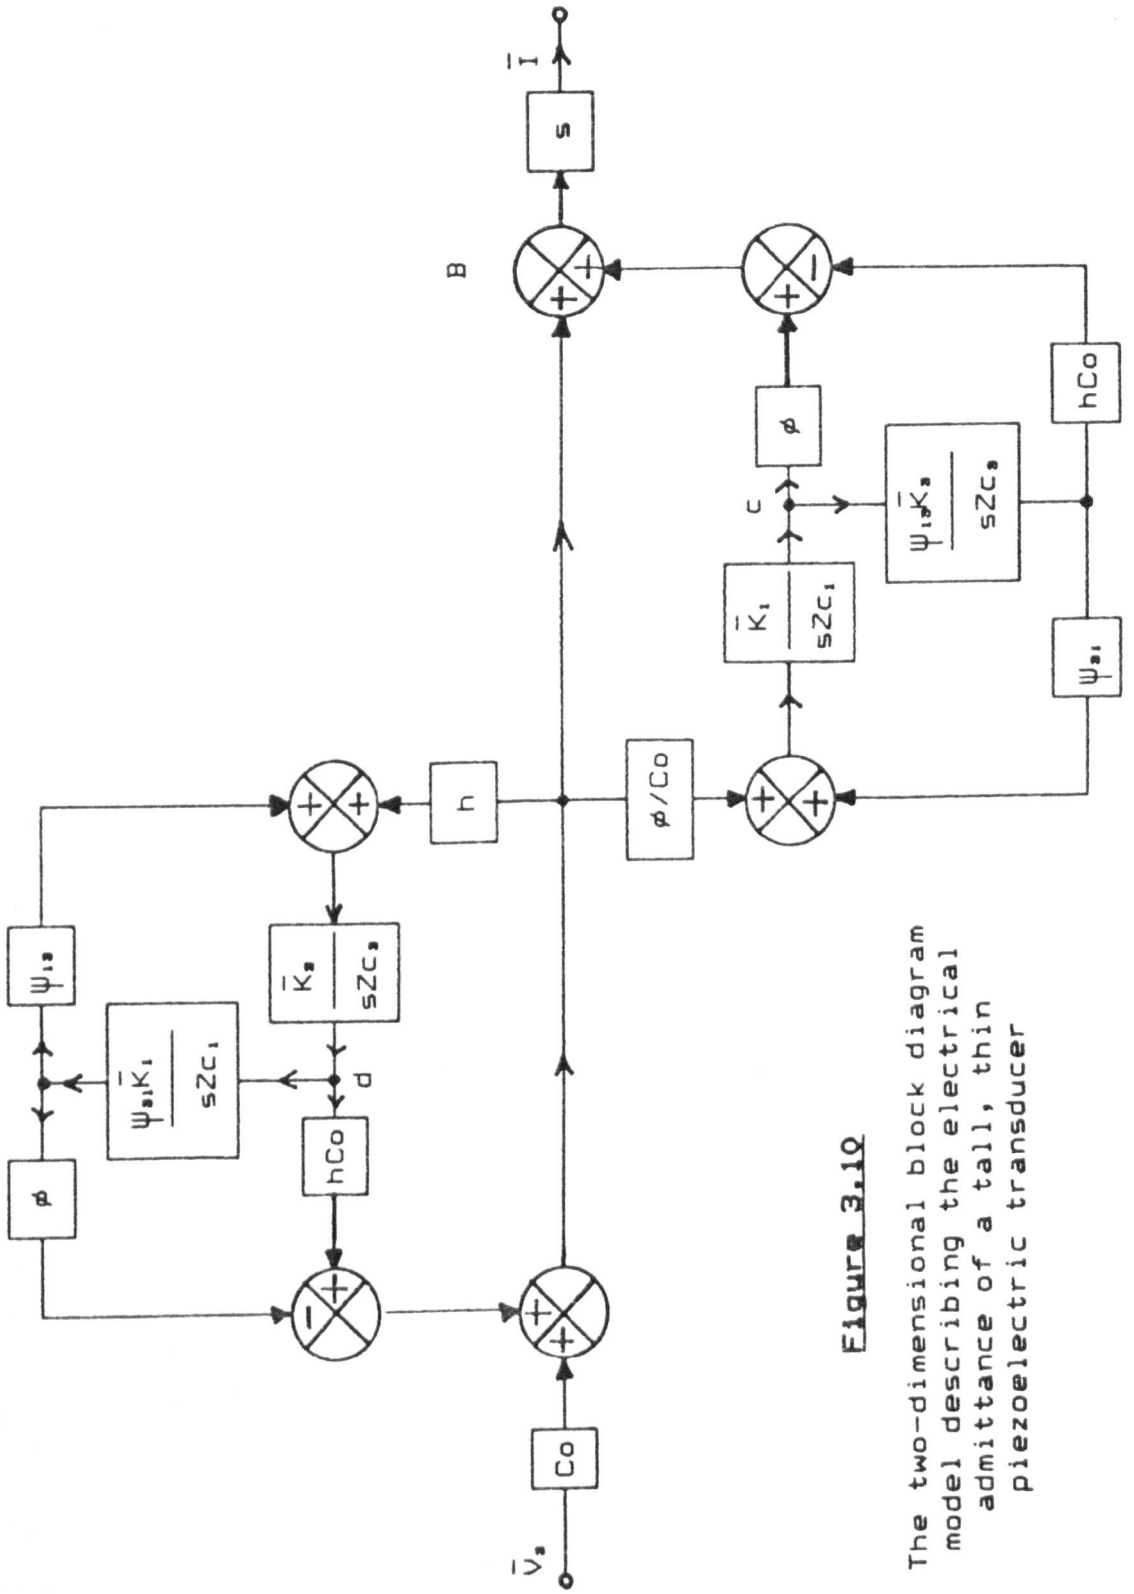 ø
Ψ₁₃
Ψ₃₁K̄₁
sZc₁
-
+
hCo
K̄₃
sZc₃
+
+
d
h
B
V̄₃
Co
+
+
+
+
s
Ī
ø/Co
c
+
+
K̄₁
sZc₁
ø
+
-
Ψ₁₃K̄₃
sZc₃
Ψ₃₁
hCo
Figure 3.10
The two-dimensional block diagram
model describing the electrical
admittance of a tall, thin
piezoelectric transducer